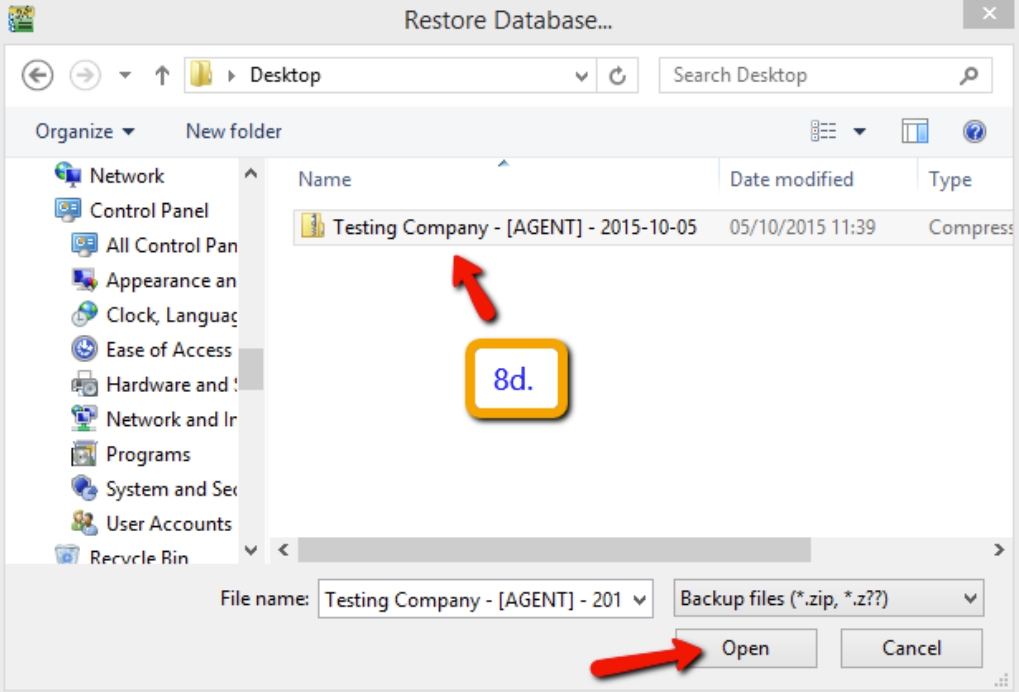 Restore Database...
Desktop
Search Desktop
Organize
New folder
Name
Date modified
Type
Network
Control Panel
All Control Pan
Appearance an
Clock, Languag
Ease of Access
Hardware and S
Network and In
Programs
System and Sec
User Accounts
Recycle Bin
Testing Company - [AGENT] - 2015-10-05
05/10/2015 11:39
Compress
8d.
File name:
Testing Company - [AGENT] - 201
Backup files (*.zip, *.z??)
Open
Cancel